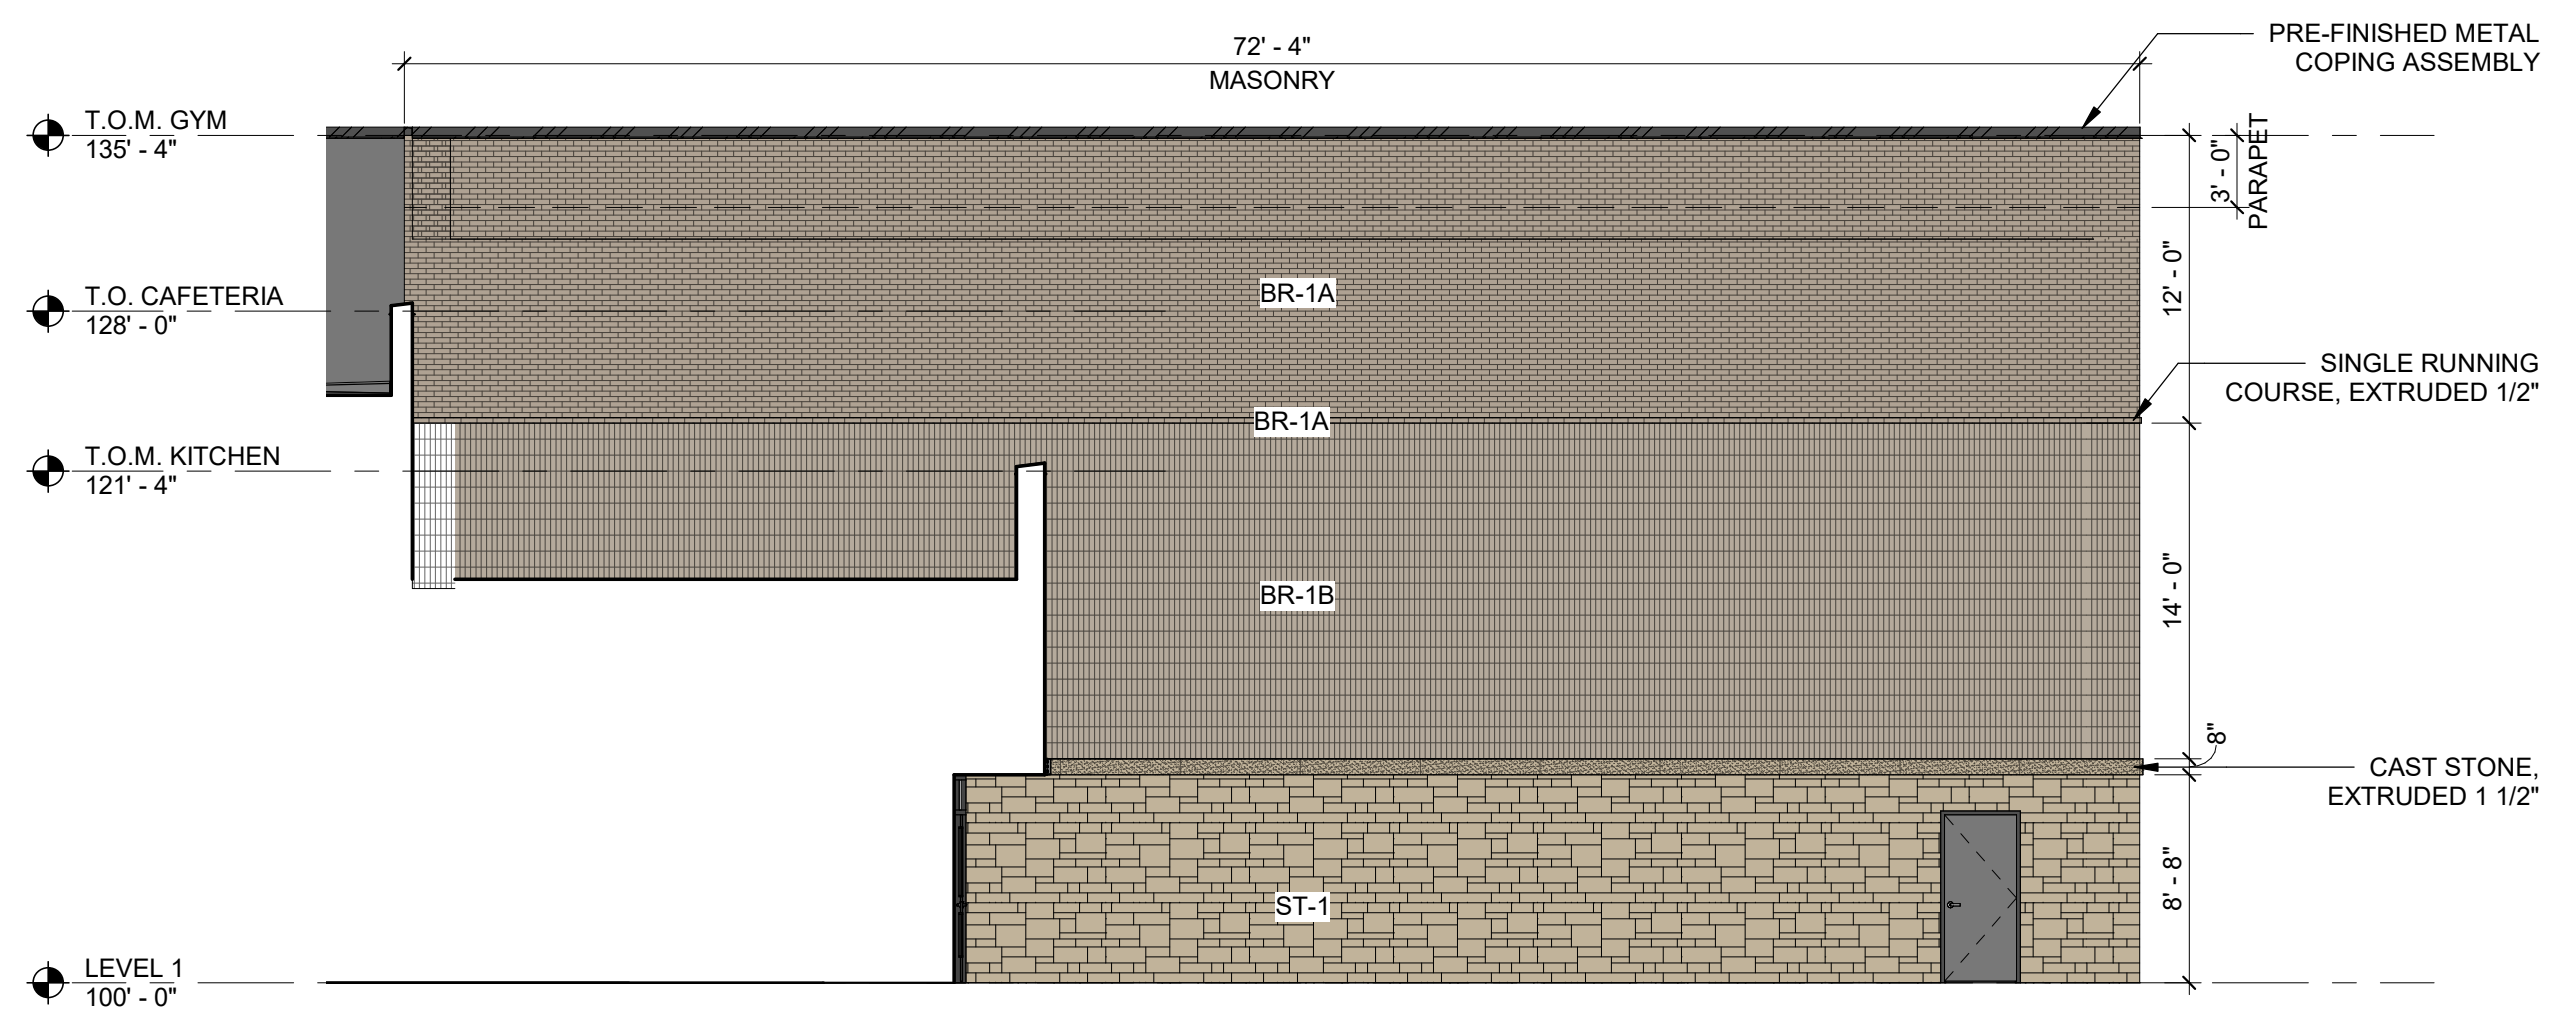 72' - 4"
MASONRY
PRE-FINISHED METAL
COPING ASSEMBLY
T.O.M. GYM
135' - 4"
3' - 0"
PARAPET
12' - 0"
T.O. CAFETERIA
128' - 0"
BR-1A
SINGLE RUNNING
COURSE, EXTRUDED 1/2"
BR-1A
T.O.M. KITCHEN
121' - 4"
BR-1B
14' - 0"
8"
CAST STONE,
EXTRUDED 1 1/2"
ST-1
8' - 8"
LEVEL 1
100' - 0"